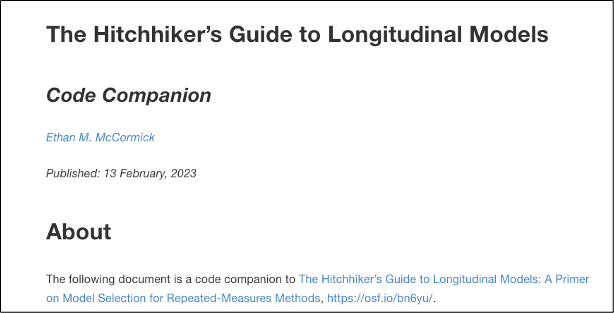 The Hitchhiker’s Guide to Longitudinal Models
Code Companion
Ethan M. McCormick
Published: 13 February, 2023
About
The following document is a code companion to The Hitchhiker’s Guide to Longitudinal Models: A Primer
on Model Selection for Repeated-Measures Methods, https://osf.io/bn6yu/.